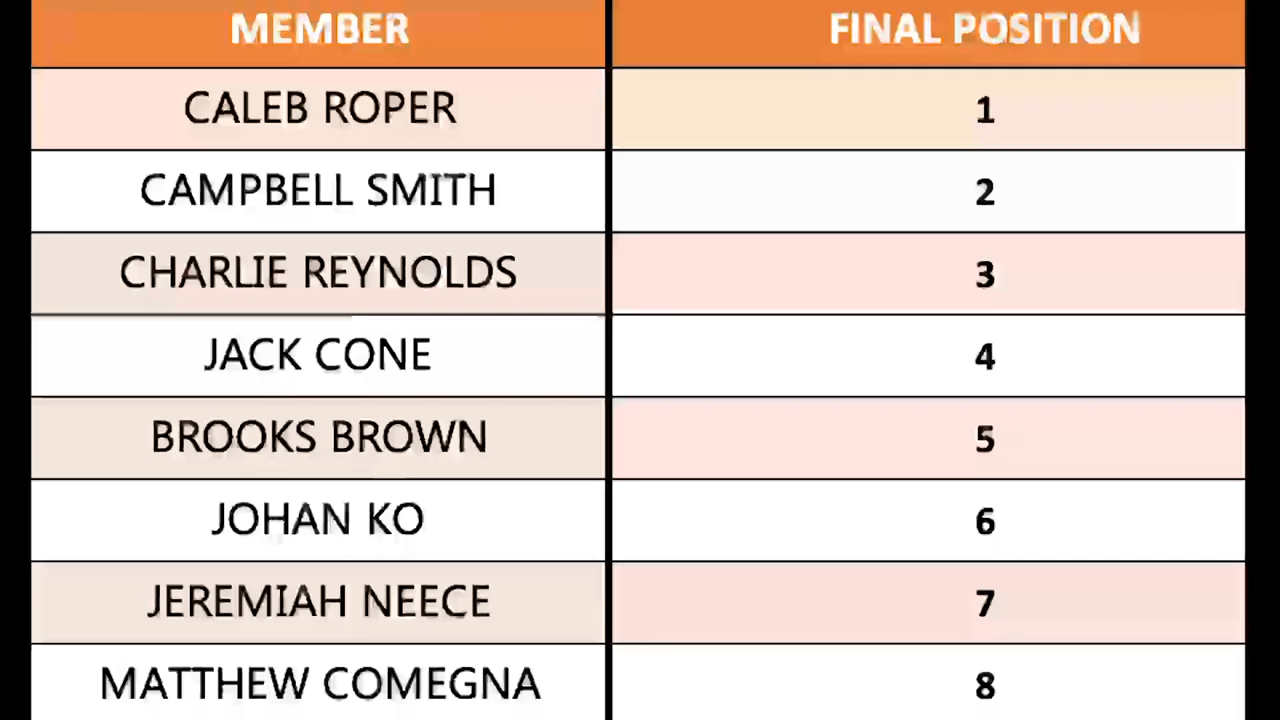 MEMBER FINAL POSITION
CALEB ROPER 1
CAMPBELL SMITH 2
CHARLIE REYNOLDS 3
JACK CONE 4
BROOKS BROWN 5
JOHAN KO 6
JEREMIAH NEECE 7
MATTHEW COMEGNA 8